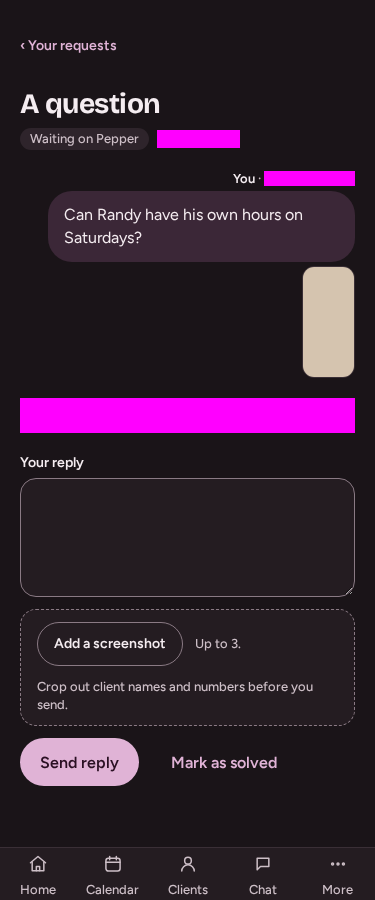 ‹ Your requests
A question
Waiting on Pepper
You ·
Can Randy have his own hours on
Saturdays?
Your reply
Add a screenshot
Up to 3.
Crop out client names and numbers before you
send.
Send reply
Mark as solved
Home
Calendar
Clients
Chat
More